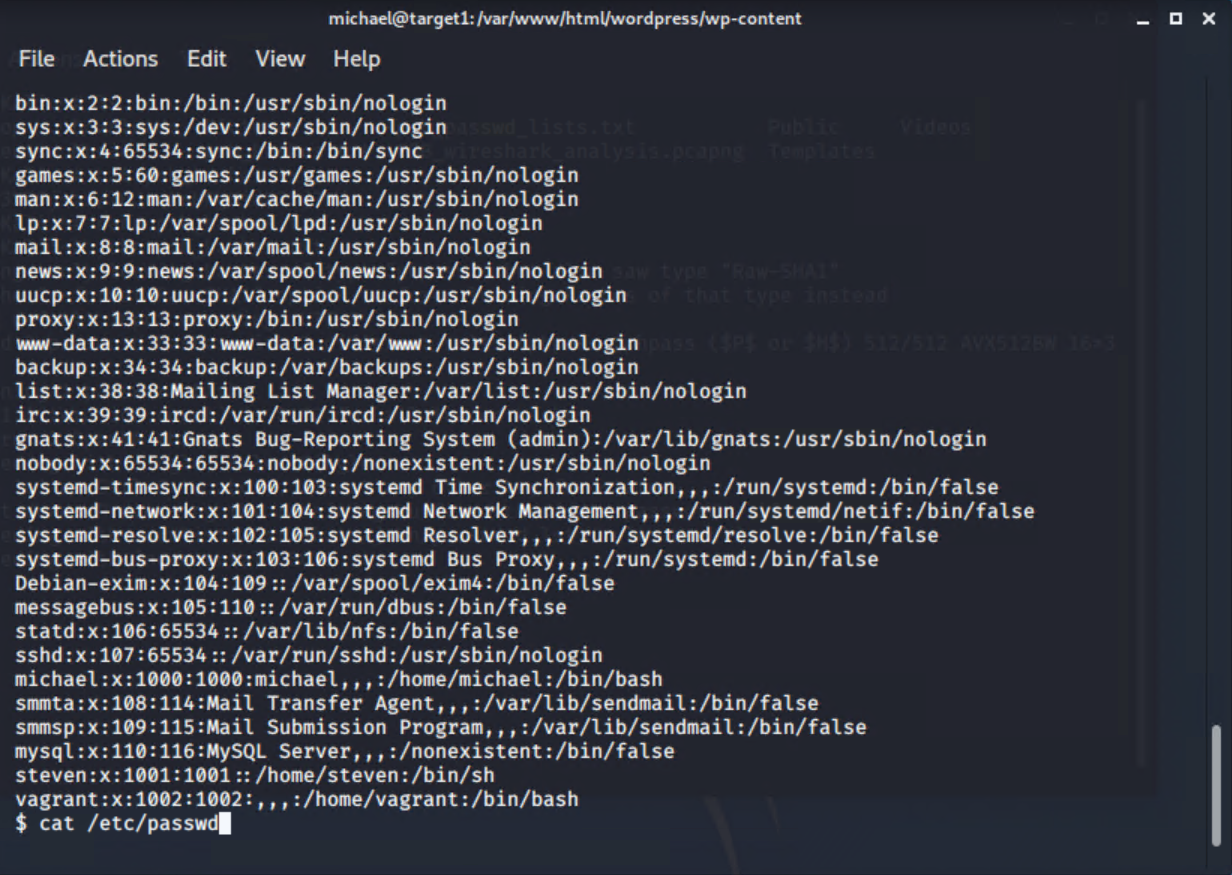 michael@target1:/var/www/html/wordpress/wp-content
File Actions Edit View Help
bin:x:2:2:bin:/bin:/usr/sbin/nologin
sys:x:3:3:sys:/dev:/usr/sbin/nologin
sync:x:4:65534:sync:/bin:/bin/sync
games:x:5:60:games:/usr/games:/usr/sbin/nologin
man:x:6:12:man:/var/cache/man:/usr/sbin/nologin
lp:x:7:7:lp:/var/spool/lpd:/usr/sbin/nologin
mail:x:8:8:mail:/var/mail:/usr/sbin/nologin
news:x:9:9:news:/var/spool/news:/usr/sbin/nologin
uucp:x:10:10:uucp:/var/spool/uucp:/usr/sbin/nologin
proxy:x:13:13:proxy:/bin:/usr/sbin/nologin
www-data:x:33:33:www-data:/var/www:/usr/sbin/nologin
backup:x:34:34:backup:/var/backups:/usr/sbin/nologin
list:x:38:38:Mailing List Manager:/var/list:/usr/sbin/nologin
irc:x:39:39:ircd:/var/run/ircd:/usr/sbin/nologin
gnats:x:41:41:Gnats Bug-Reporting System (admin):/var/lib/gnats:/usr/sbin/nologin
nobody:x:65534:65534:nobody:/nonexistent:/usr/sbin/nologin
systemd-timesync:x:100:103:systemd Time Synchronization,,,:/run/systemd:/bin/false
systemd-network:x:101:104:systemd Network Management,,,:/run/systemd/netif:/bin/false
systemd-resolve:x:102:105:systemd Resolver,,,:/run/systemd/resolve:/bin/false
systemd-bus-proxy:x:103:106:systemd Bus Proxy,,,:/run/systemd:/bin/false
Debian-exim:x:104:109::/var/spool/exim4:/bin/false
messagebus:x:105:110::/var/run/dbus:/bin/false
statd:x:106:65534::/var/lib/nfs:/bin/false
sshd:x:107:65534::/var/run/sshd:/usr/sbin/nologin
michael:x:1000:1000:michael,,,:/home/michael:/bin/bash
smmta:x:108:114:Mail Transfer Agent,,,:/var/lib/sendmail:/bin/false
smmsp:x:109:115:Mail Submission Program,,,:/var/lib/sendmail:/bin/false
mysql:x:110:116:MySQL Server,,,:/nonexistent:/bin/false
steven:x:1001:1001::/home/steven:/bin/sh
vagrant:x:1002:1002:,,,:/home/vagrant:/bin/bash
$ cat /etc/passwd